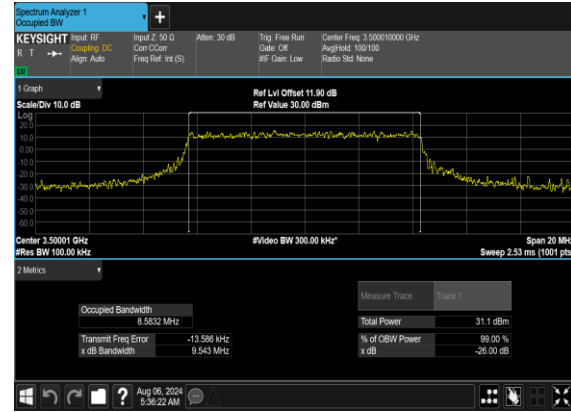 Spectrum Analyzer 1
Occupied BW
+
KEYSIGHT Input: RF Input Z: 50 Ω Atten: 30 dB Trig: Free Run Center Freq: 3.500010000 GHz
R T Coupling: DC Corr CCorr Gate: Off Avg|Hold: 100/100
Align: Auto Freq Ref: Int (S) #IF Gain: Low Radio Std: None
1 Graph Ref Lvl Offset 11.90 dB
Scale/Div 10.0 dB Ref Value 30.00 dBm
Log
20.0
10.0
0.00
-10.0
-20.0
-30.0
-40.0
-50.0
-60.0
Center 3.50001 GHz #Video BW 300.00 kHz* Span 20 MHz
#Res BW 100.00 kHz Sweep 2.53 ms (1001 pts)
2 Metrics
Measure Trace Trace 1
Occupied Bandwidth
8.5832 MHz Total Power 31.1 dBm
Transmit Freq Error -13.586 kHz % of OBW Power 99.00 %
x dB Bandwidth 9.543 MHz x dB -26.00 dB
? Aug 06, 2024
5:36:22 AM